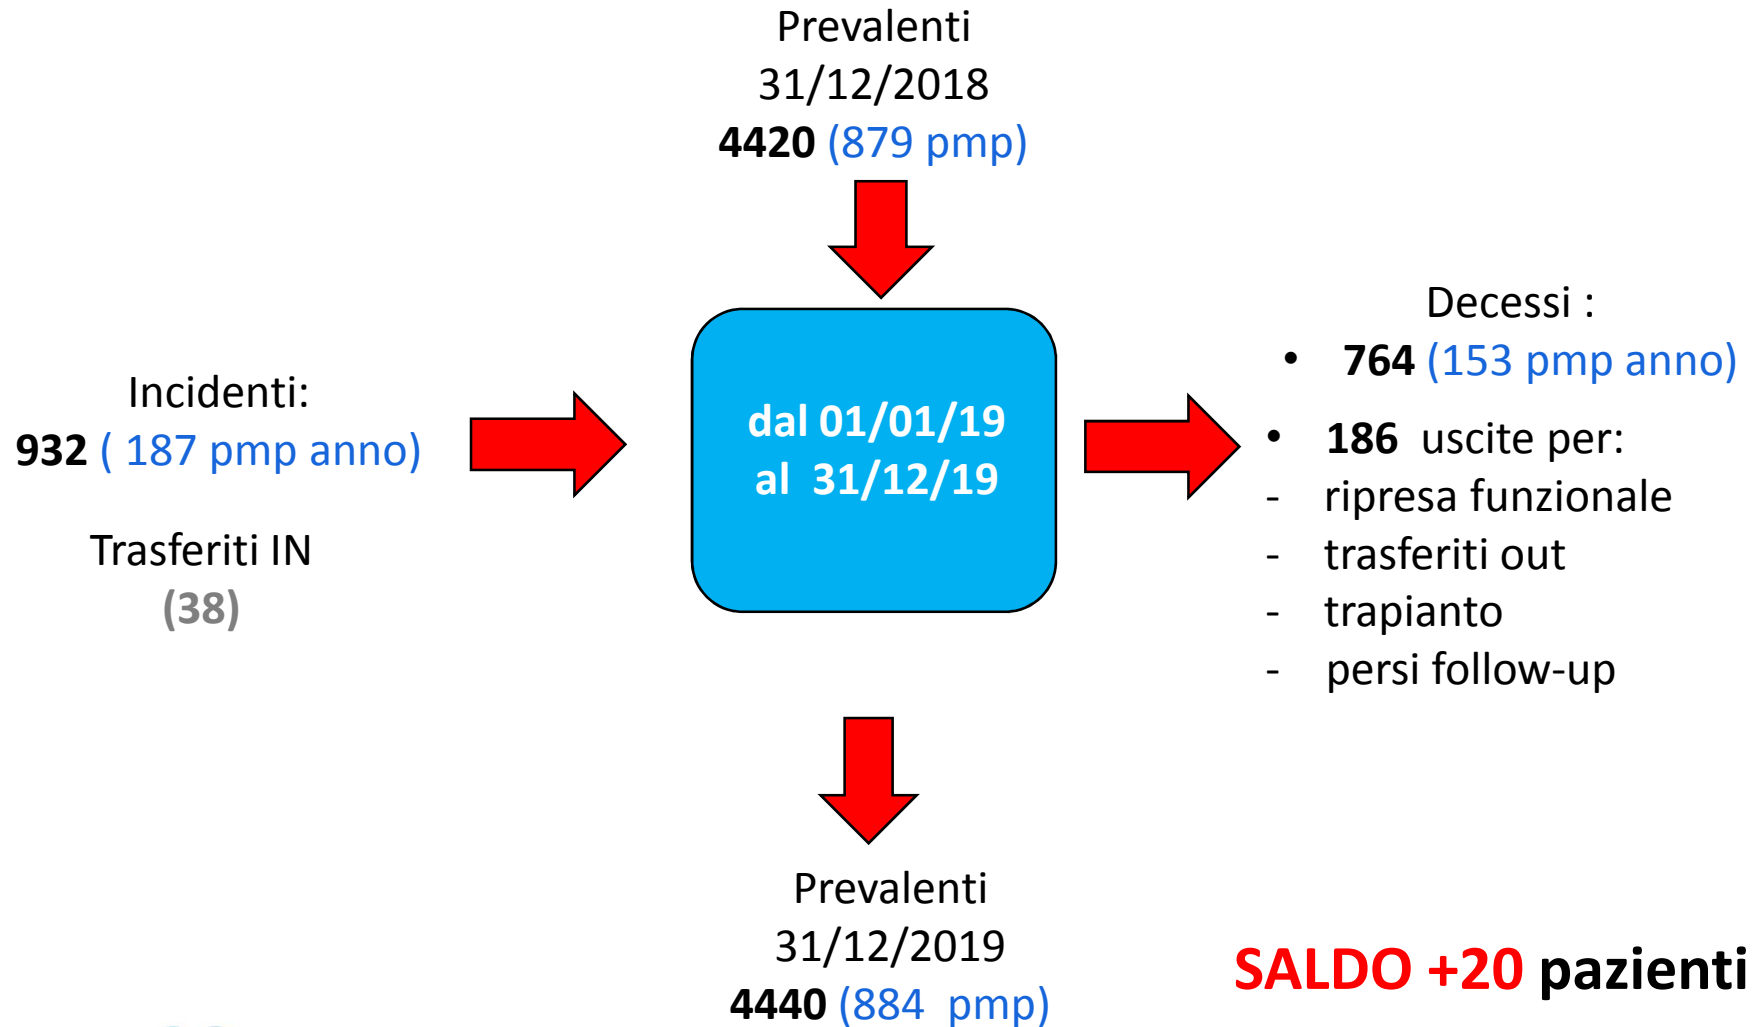 Prevalenti
31/12/2018
4420 (879 pmp)
Incidenti:
932 ( 187 pmp anno)
Trasferiti IN
(38)
dal 01/01/19
al 31/12/19
Decessi :
• 764 (153 pmp anno)
• 186 uscite per:
- ripresa funzionale
- trasferiti out
- trapianto
- persi follow-up
Prevalenti
31/12/2019
4440 (884 pmp)
SALDO +20 pazienti